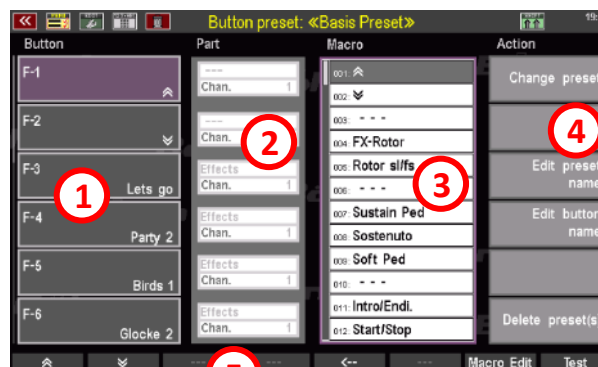 Button preset: «Basis Preset»
19:
Button
Part
Macro
Action
F-1
F-2
F-3
Lets go
F-4
Party 2
F-5
Birds 1
F-6
Glocke 2
---
Chan. 1
---
Chan.
Effects
Chan. 1
Effects
Chan. 1
Effects
Chan. 1
Effects
Chan. 1
001:
002:
003: - - -
004: FX-Rotor
005: Rotor sl/fs
006: - - -
007: Sustain Ped
008: Sostenuto
009: Soft Ped
010: - - -
011: Intro/Endi.
012: Start/Stop
Change preset
Edit preset
name
Edit button
name
Delete preset(s
1
2
3
4
<--
---
Macro Edit
Test